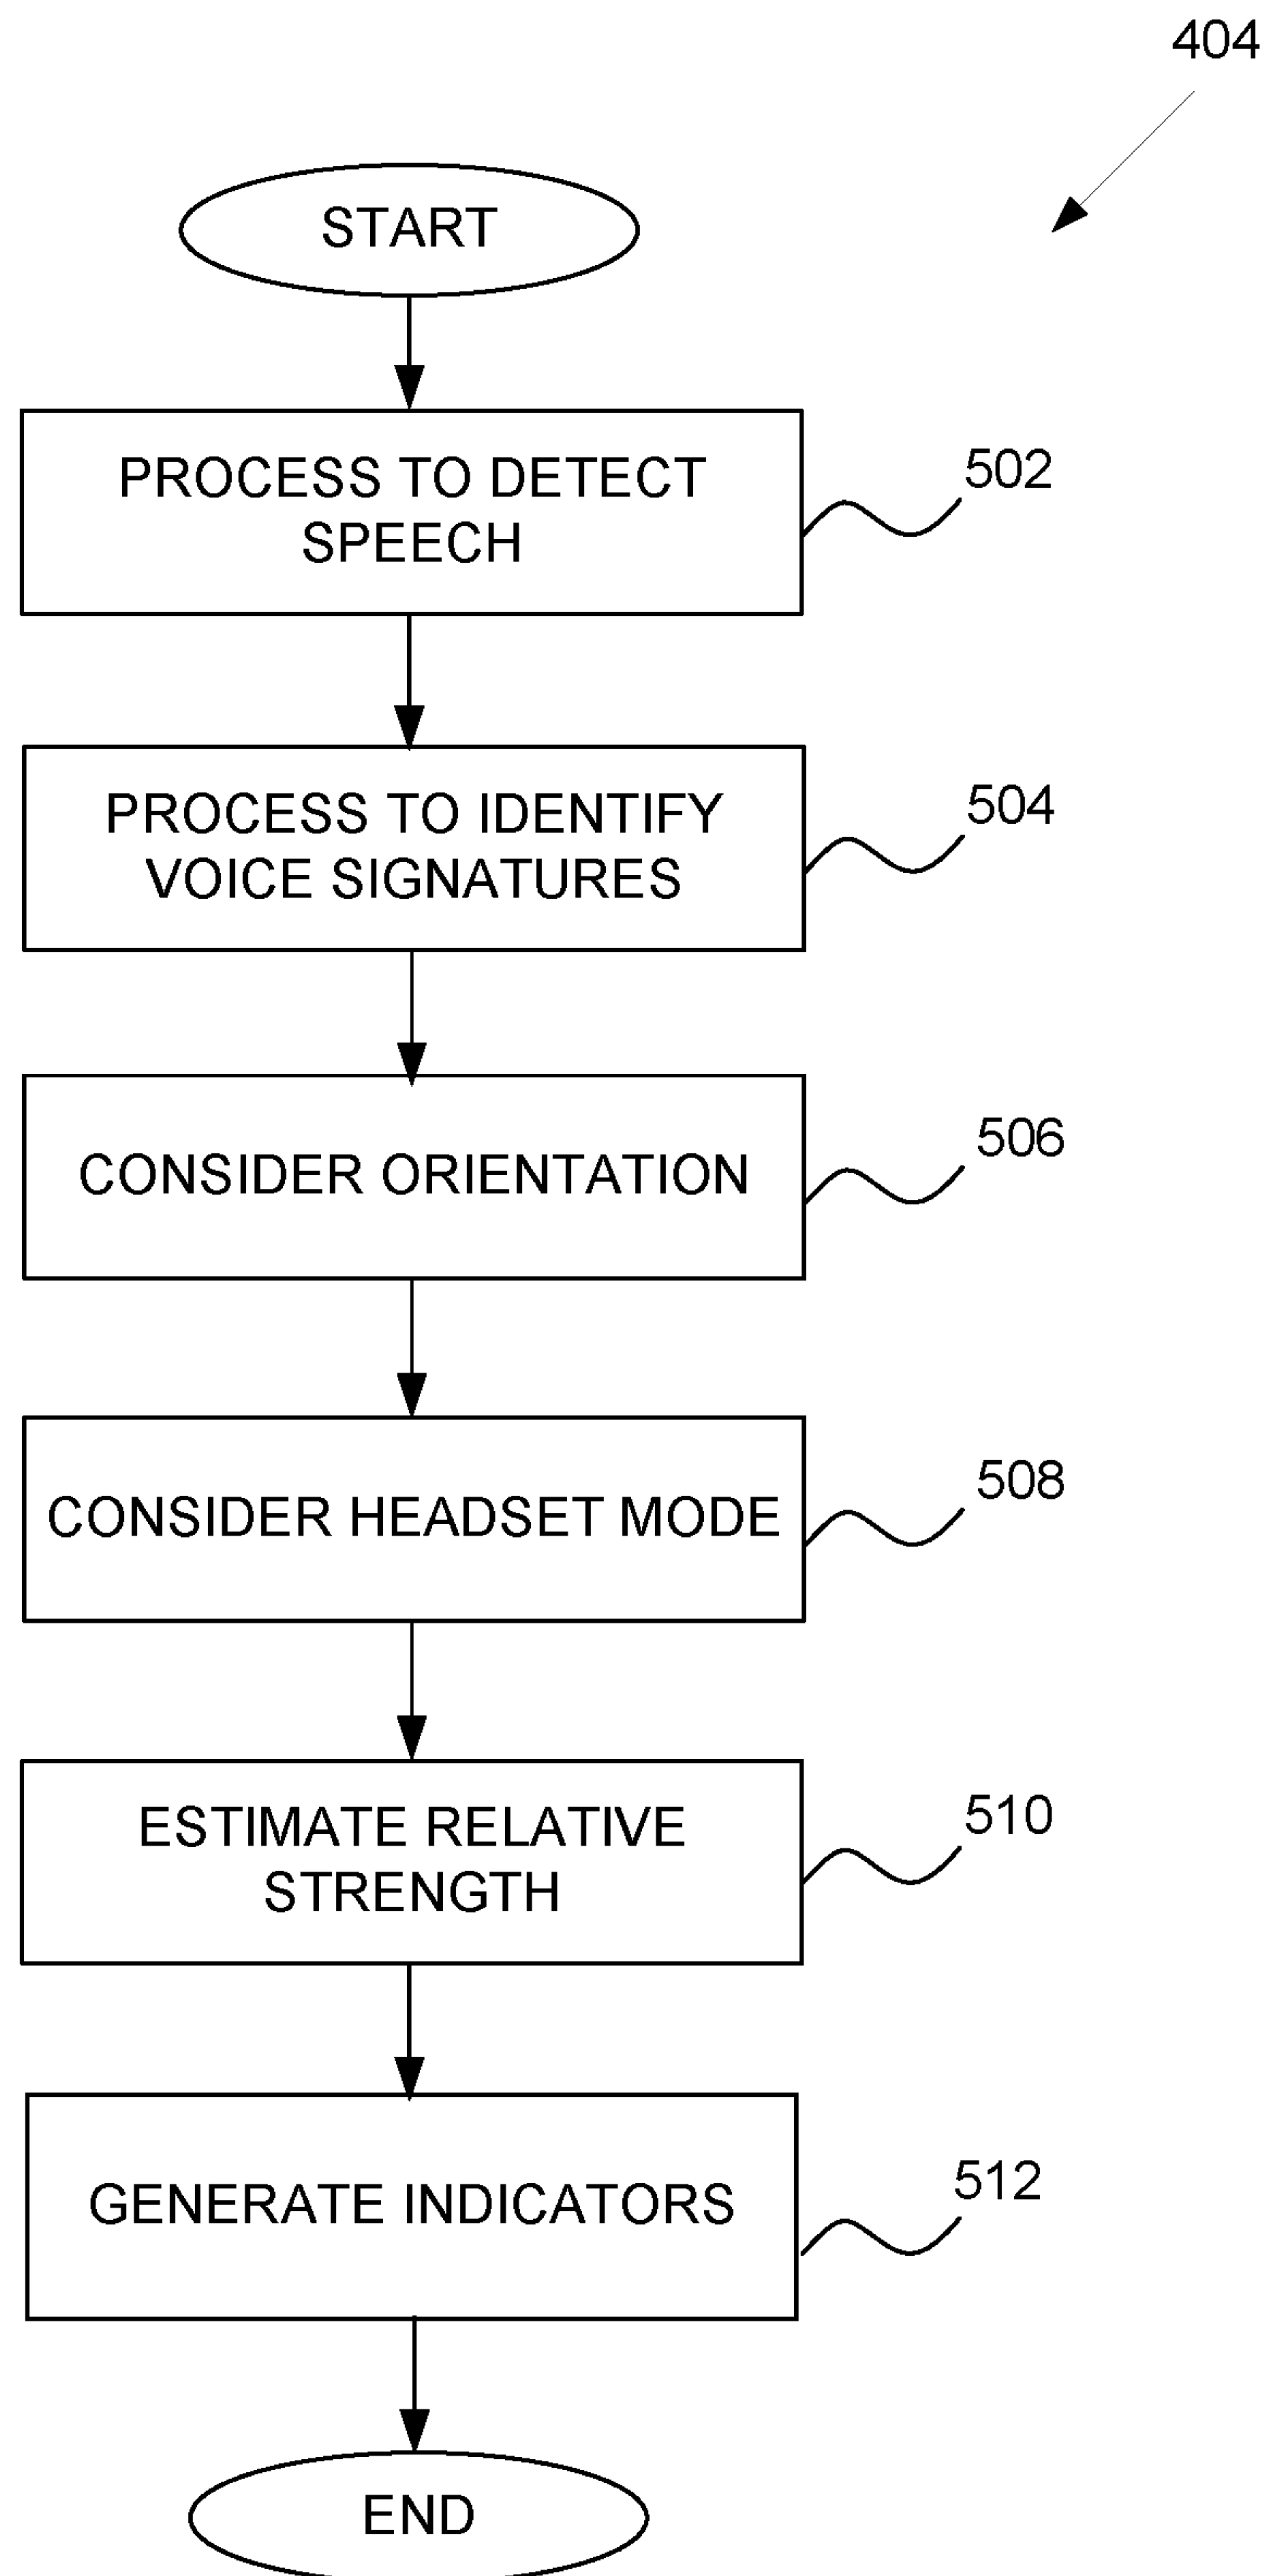 404
START
PROCESS TO DETECT
SPEECH
502
PROCESS TO IDENTIFY
VOICE SIGNATURES
504
CONSIDER ORIENTATION
506
CONSIDER HEADSET MODE
508
ESTIMATE RELATIVE
STRENGTH
510
GENERATE INDICATORS
512
END